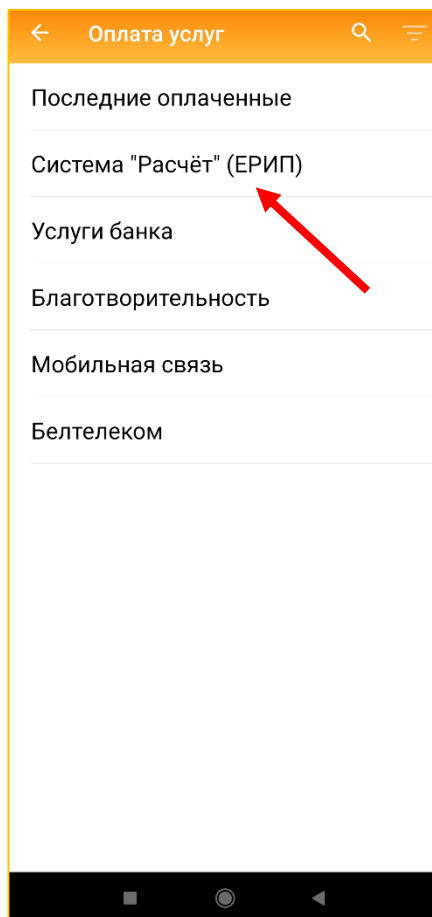 Оплата услуг
Последние оплаченные
Система "Расчёт" (ЕРИП)
Услуги банка
Благотворительность
Мобильная связь
Белтелеком